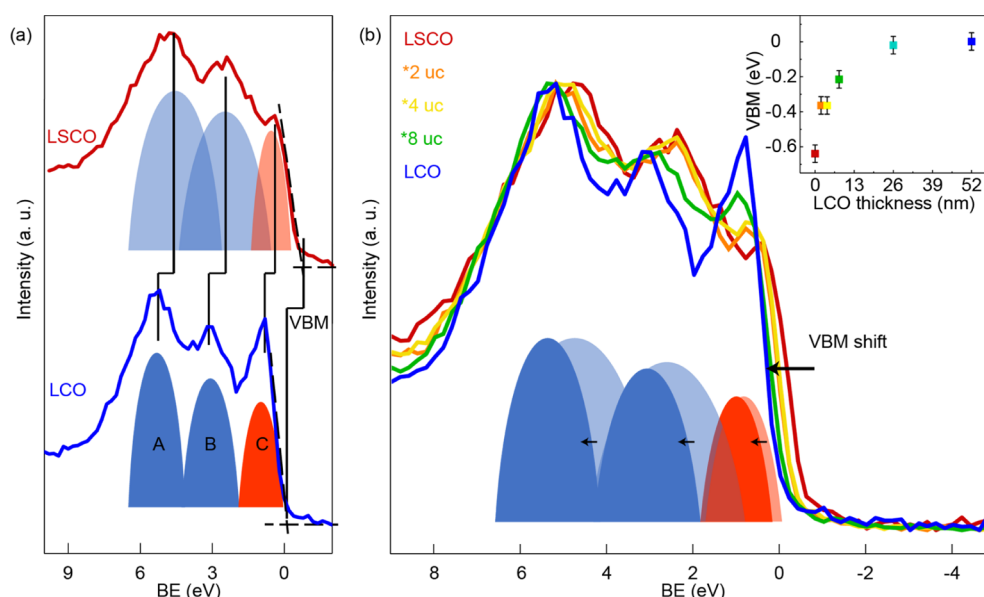 (a)
LSCO
VBM
LCO
A B C
Intensity (a. u.)
9 6 3 0
BE (eV)
(b)
LSCO
*2 uc
*4 uc
*8 uc
LCO
VBM (eV)
0
-0.2
-0.4
-0.6
0 13 26 39 52
LCO thickness (nm)
VBM shift
Intensity (a. u.)
8 6 4 2 0 -2 -4
BE (eV)